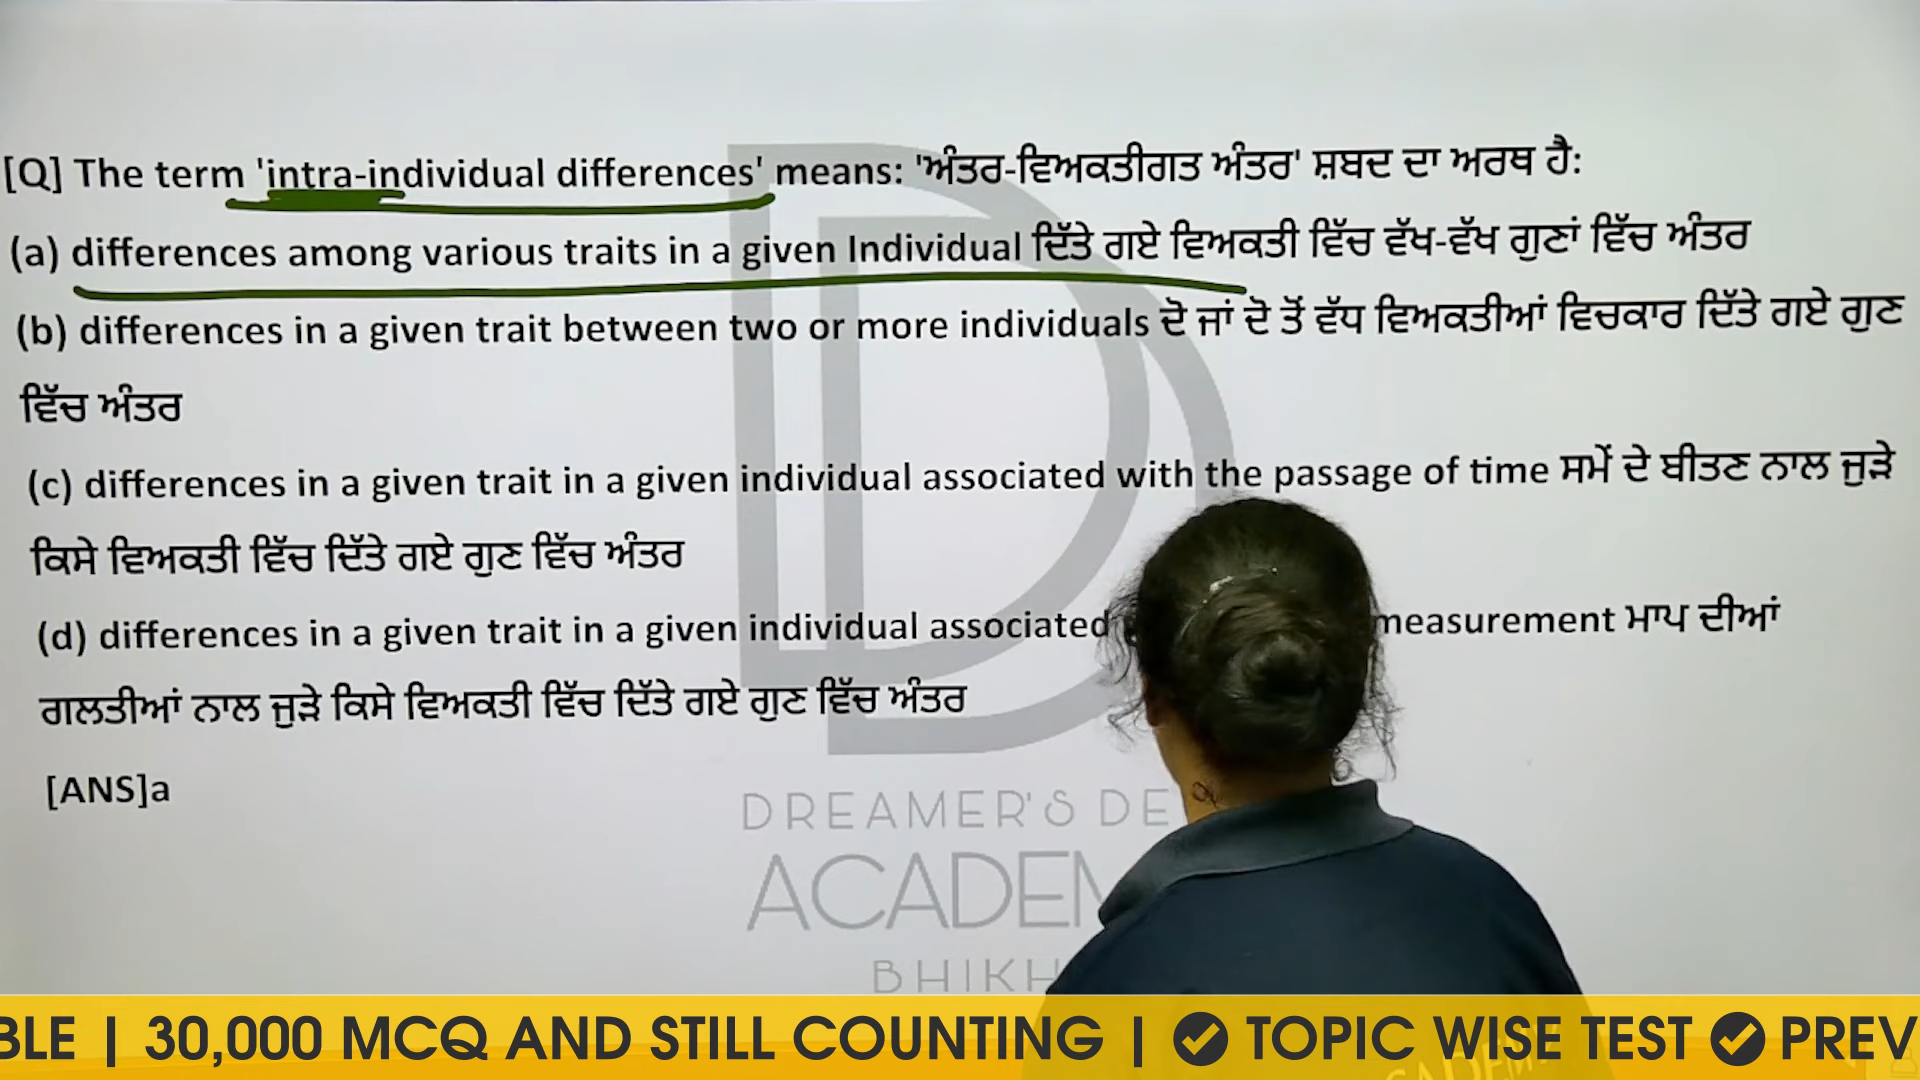 [Q] The term 'intra-individual differences' means: 'ਅੰਤਰ-ਵਿਅਕਤੀਗਤ ਅੰਤਰ' ਸ਼ਬਦ ਦਾ ਅਰਥ ਹੈ:
(a) differences among various traits in a given Individual ਦਿੱਤੇ ਗਏ ਵਿਅਕਤੀ ਵਿੱਚ ਵੱਖ-ਵੱਖ ਗੁਣਾਂ ਵਿੱਚ ਅੰਤਰ
(b) differences in a given trait between two or more individuals ਦੋ ਜਾਂ ਦੋ ਤੋਂ ਵੱਧ ਵਿਅਕਤੀਆਂ ਵਿਚਕਾਰ ਦਿੱਤੇ ਗਏ ਗੁਣ
ਵਿੱਚ ਅੰਤਰ
(c) differences in a given trait in a given individual associated with the passage of time ਸਮੇਂ ਦੇ ਬੀਤਣ ਨਾਲ ਜੁੜੇ
ਕਿਸੇ ਵਿਅਕਤੀ ਵਿੱਚ ਦਿੱਤੇ ਗਏ ਗੁਣ ਵਿੱਚ ਅੰਤਰ
(d) differences in a given trait in a given individual associated measurement ਮਾਪ ਦੀਆਂ
ਗਲਤੀਆਂ ਨਾਲ ਜੁੜੇ ਕਿਸੇ ਵਿਅਕਤੀ ਵਿੱਚ ਦਿੱਤੇ ਗਏ ਗੁਣ ਵਿੱਚ ਅੰਤਰ
[ANS]a
DREAMER'S DE
ACADEM
BHIKH
BLE | 30,000 MCQ AND STILL COUNTING | TOPIC WISE TEST PREV